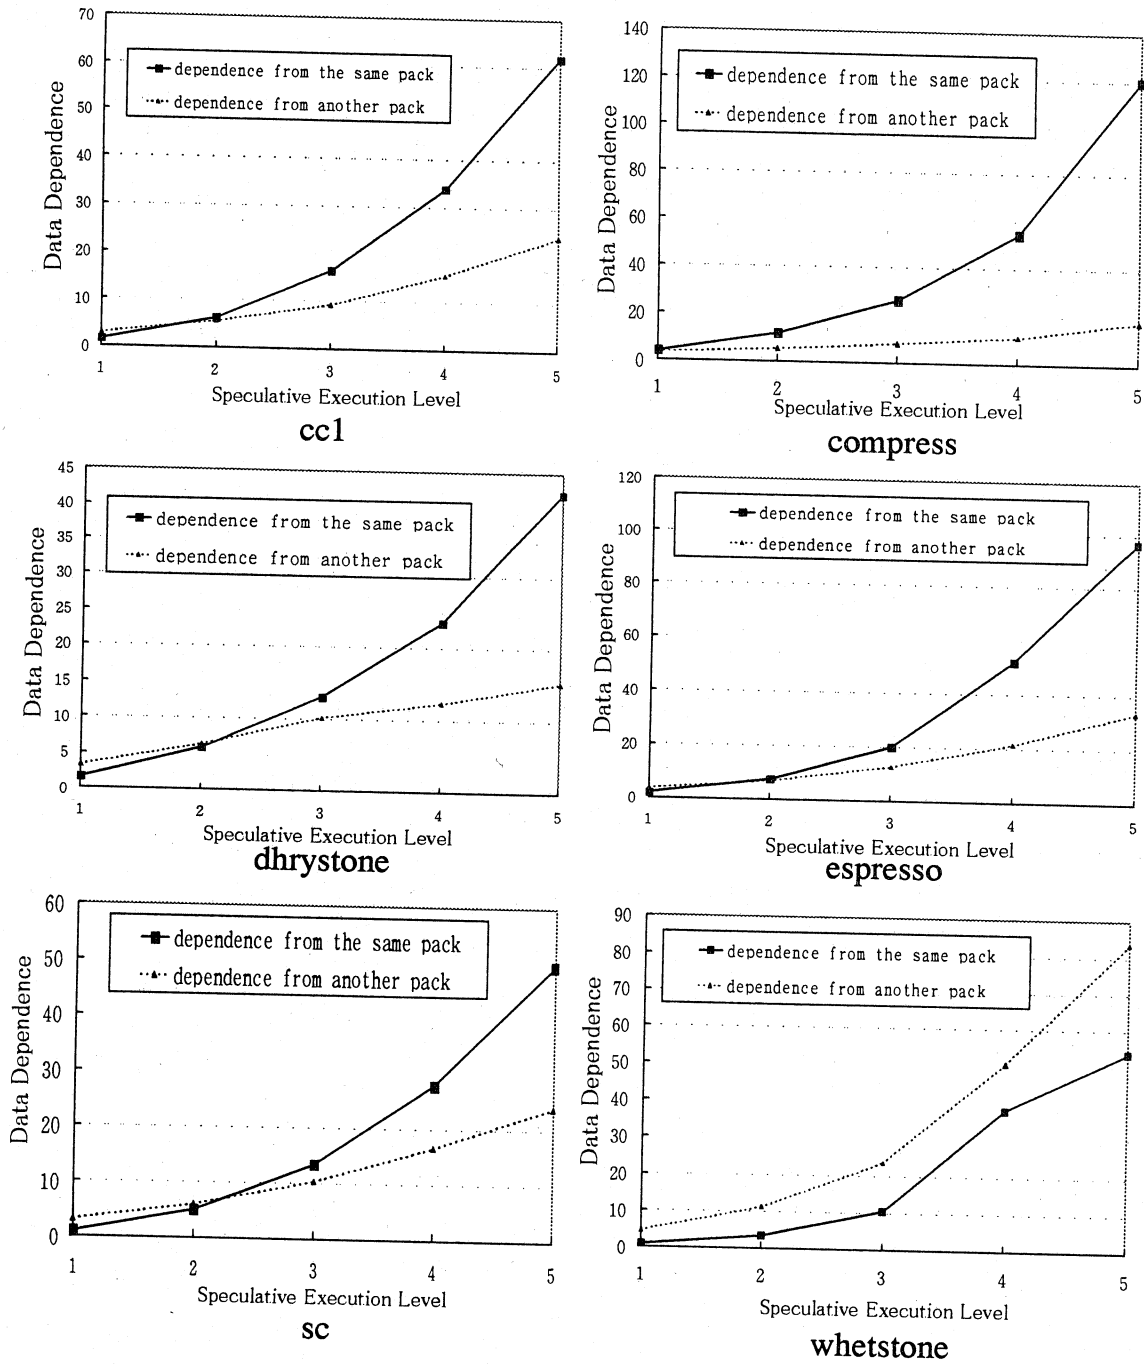 70
60
50
40
30
20
10
0
Data Dependence
dependence from the same pack
dependence from another pack
1 2 3 4 5
Speculative Execution Level
cc1
140
120
100
80
60
40
20
0
Data Dependence
dependence from the same pack
dependence from another pack
1 2 3 4 5
Speculative Execution Level
compress
45
40
35
30
25
20
15
10
5
0
Data Dependence
dependence from the same pack
dependence from another pack
1 2 3 4 5
Speculative Execution Level
dhrystone
120
100
80
60
40
20
0
Data Dependence
dependence from the same pack
dependence from another pack
1 2 3 4 5
Speculative Execution Level
espresso
60
50
40
30
20
10
0
Data Dependence
dependence from the same pack
dependence from another pack
1 2 3 4 5
Speculative Execution Level
sc
90
80
70
60
50
40
30
20
10
0
Data Dependence
dependence from the same pack
dependence from another pack
1 2 3 4 5
Speculative Execution Level
whetstone